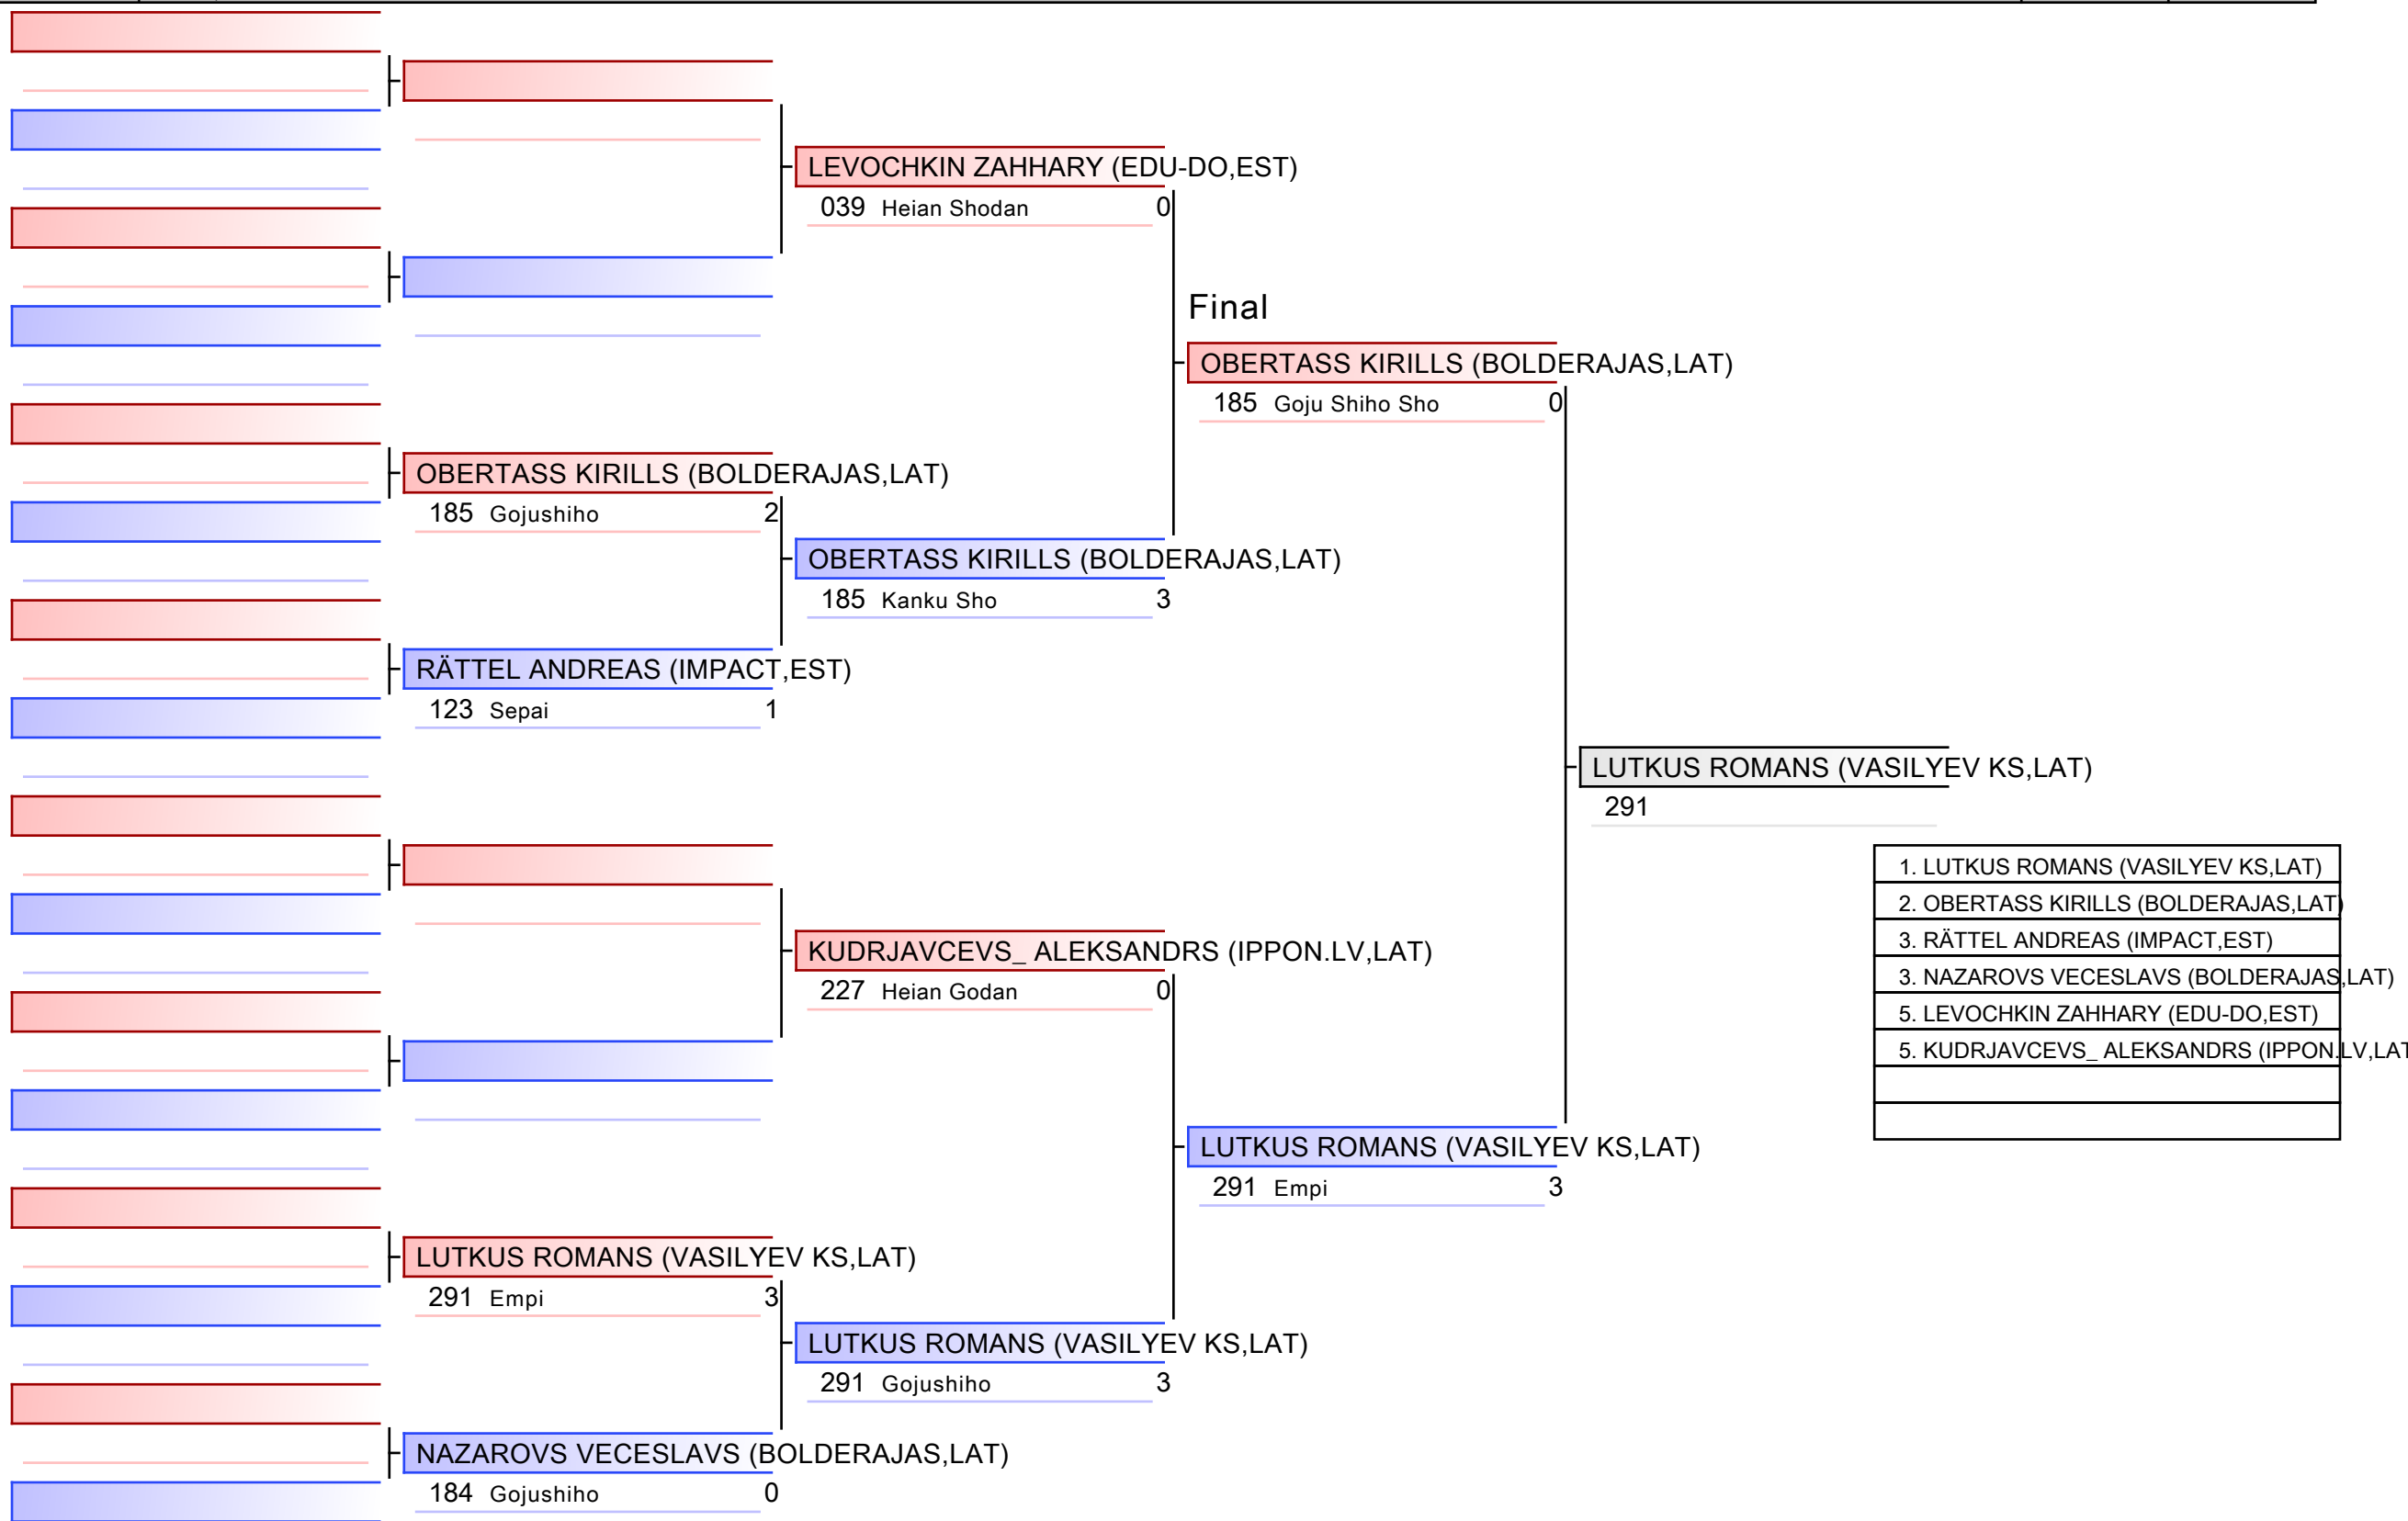 LEVOCHKIN ZAHHARY (EDU-DO,EST)
039 Heian Shodan 0
Final
OBERTASS KIRILLS (BOLDERAJAS,LAT)
185 Goju Shiho Sho 0
OBERTASS KIRILLS (BOLDERAJAS,LAT)
185 Gojushiho 2
OBERTASS KIRILLS (BOLDERAJAS,LAT)
185 Kanku Sho 3
RÄTTEL ANDREAS (IMPACT,EST)
123 Sepai 1
LUTKUS ROMANS (VASILYEV KS,LAT)
291
1. LUTKUS ROMANS (VASILYEV KS,LAT)
2. OBERTASS KIRILLS (BOLDERAJAS,LAT)
3. RÄTTEL ANDREAS (IMPACT,EST)
3. NAZAROVS VECESLAVS (BOLDERAJAS,LAT)
5. LEVOCHKIN ZAHHARY (EDU-DO,EST)
5. KUDRJAVCEVS_ ALEKSANDRS (IPPON.LV,LAT
KUDRJAVCEVS_ ALEKSANDRS (IPPON.LV,LAT)
227 Heian Godan 0
LUTKUS ROMANS (VASILYEV KS,LAT)
291 Empi 3
LUTKUS ROMANS (VASILYEV KS,LAT)
291 Empi 3
LUTKUS ROMANS (VASILYEV KS,LAT)
291 Gojushiho 3
NAZAROVS VECESLAVS (BOLDERAJAS,LAT)
184 Gojushiho 0